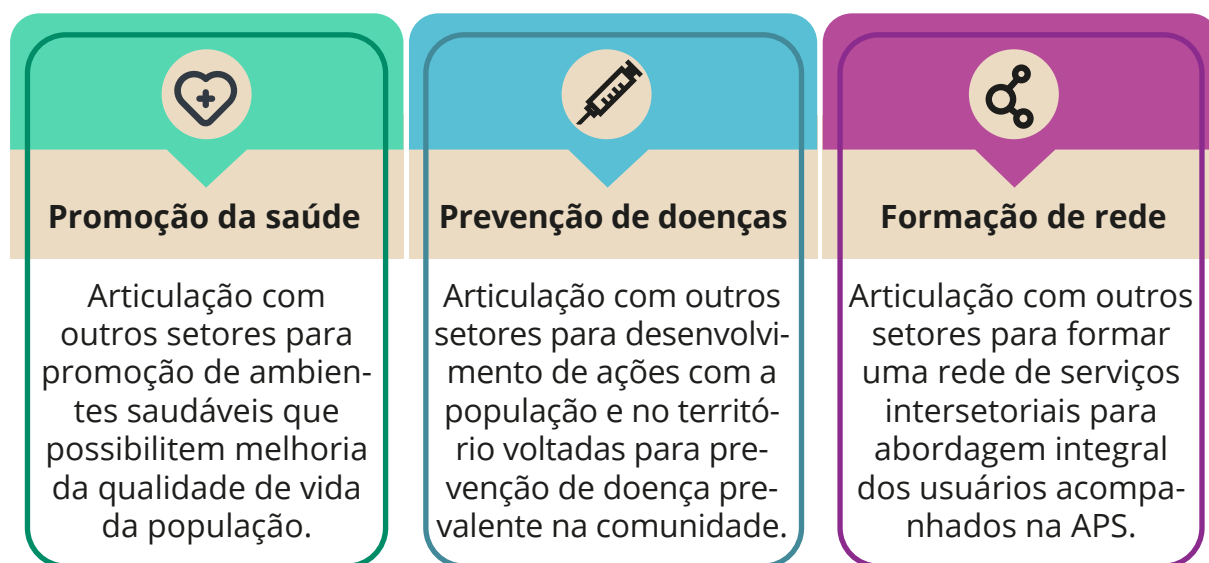 Promoção da saúde
Articulação com
outros setores para
promoção de ambien-
tes saudáveis que
possibilitem melhoria
da qualidade de vida
da população.
Prevenção de doenças
Articulação com outros
setores para desenvolvi-
mento de ações com a
população e no territó-
rio voltadas para pre-
venção de doença pre-
valente na comunidade.
Formação de rede
Articulação com outros
setores para formar
uma rede de serviços
intersetoriais para
abordagem integral
dos usuários acompa-
nhados na APS.